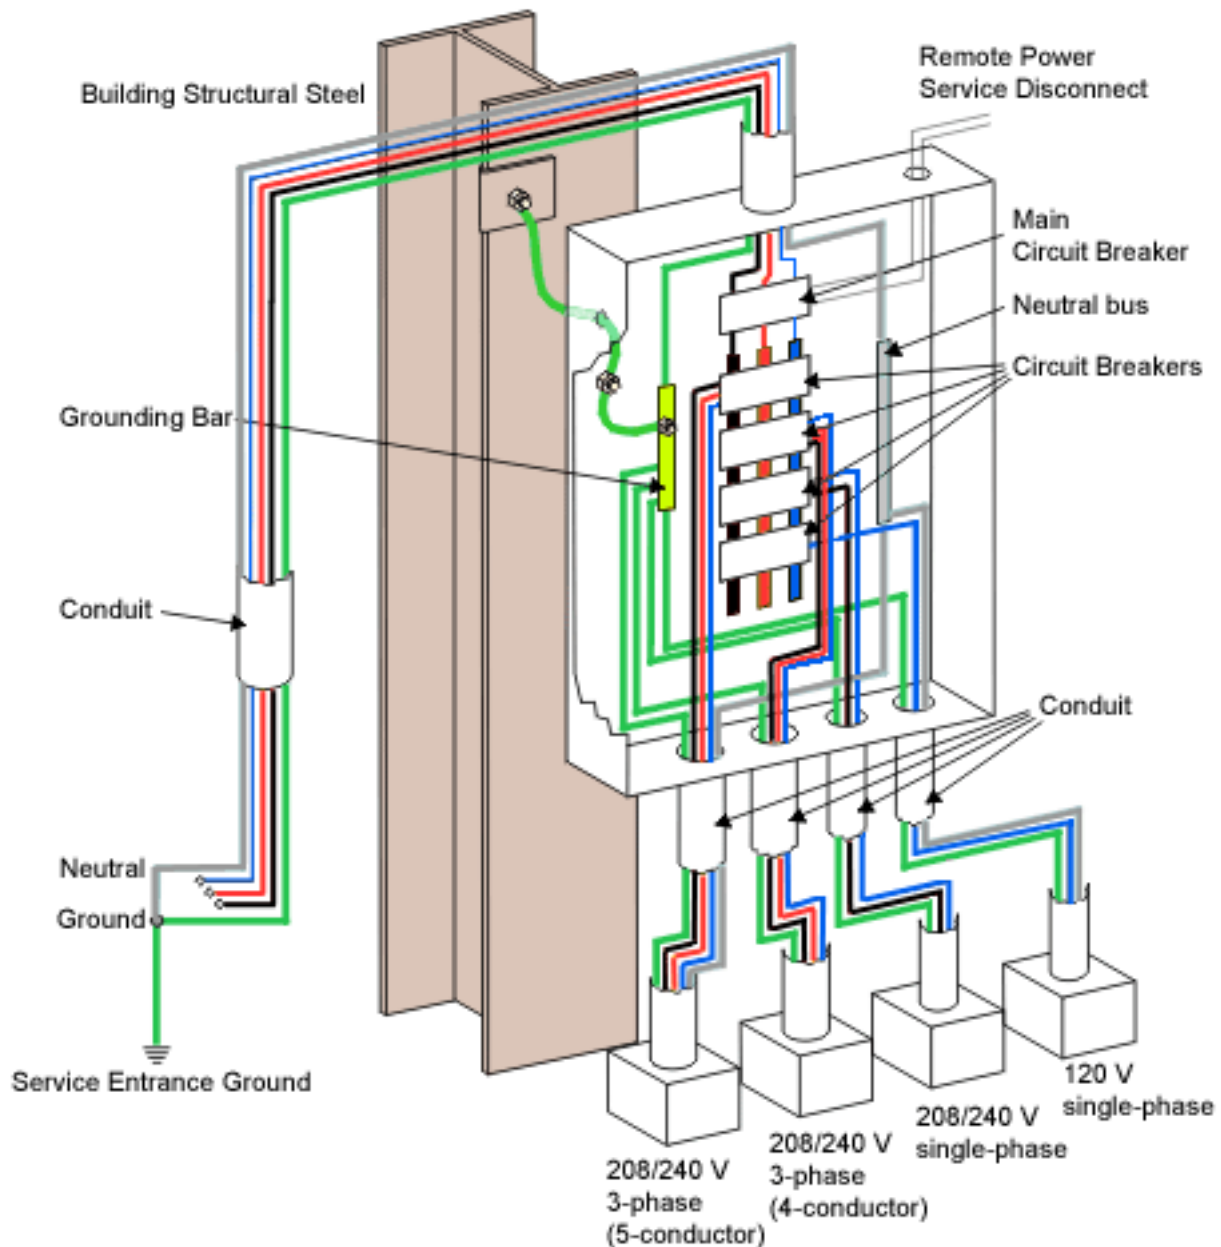 Building Structural Steel
Remote Power
Service Disconnect
Main
Circuit Breaker
Neutral bus
Circuit Breakers
Grounding Bar
Conduit
Conduit
Neutral
Ground
Service Entrance Ground
120 V
single-phase
208/240 V
single-phase
208/240 V
3-phase
(4-conductor)
208/240 V
3-phase
(5-conductor)